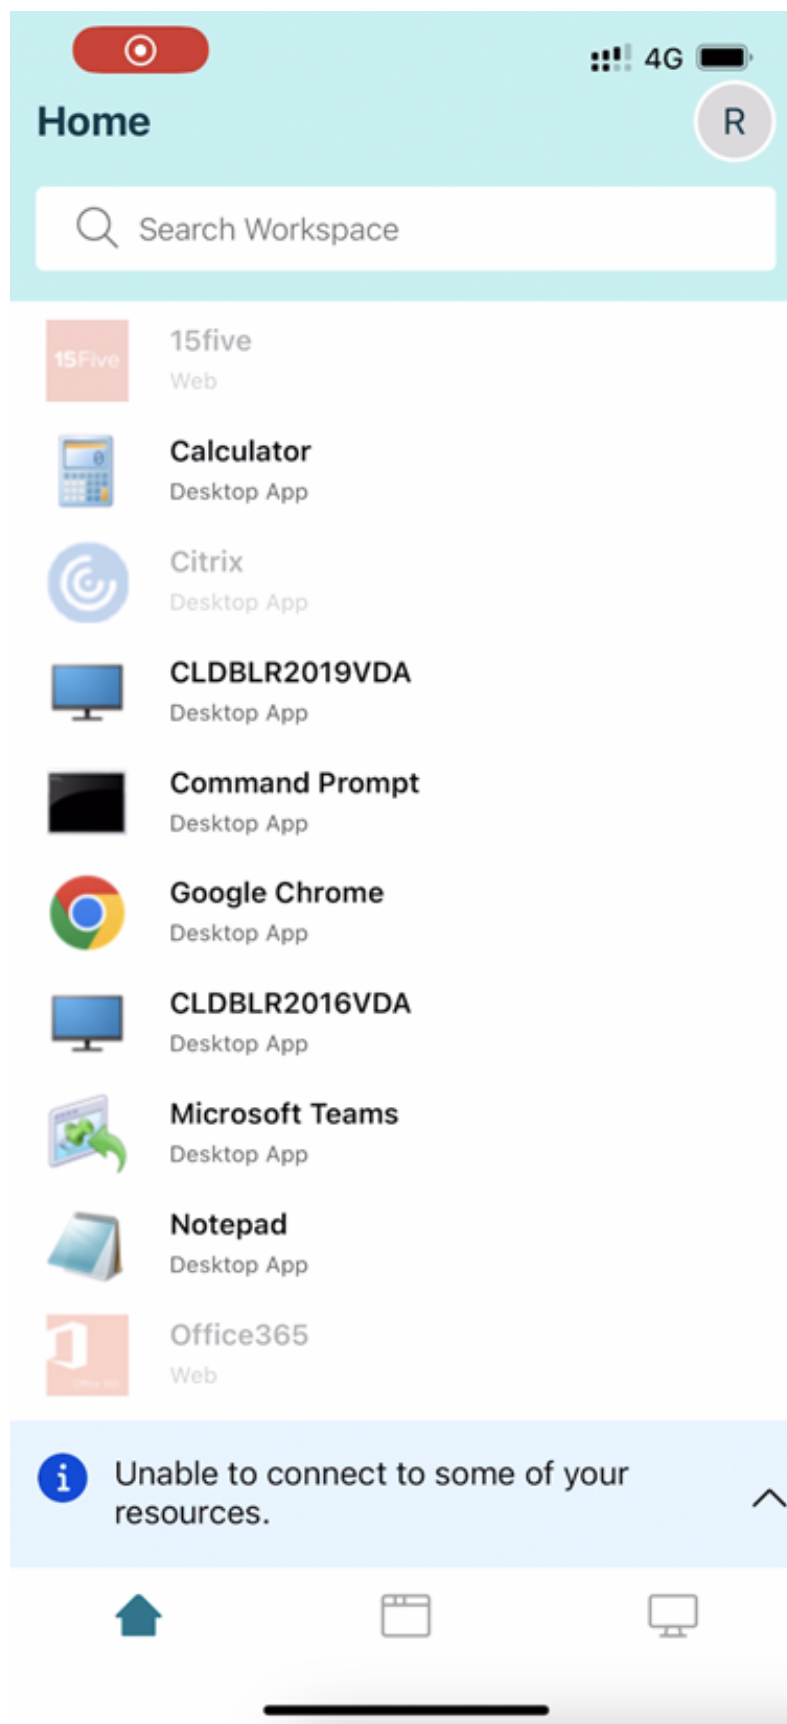 4G
Home
R
Search Workspace
15Five
15five
Web
Calculator
Desktop App
Citrix
Desktop App
CLDBLR2019VDA
Desktop App
Command Prompt
Desktop App
Google Chrome
Desktop App
CLDBLR2016VDA
Desktop App
Microsoft Teams
Desktop App
Notepad
Desktop App
Office365
Web
Unable to connect to some of your
resources.